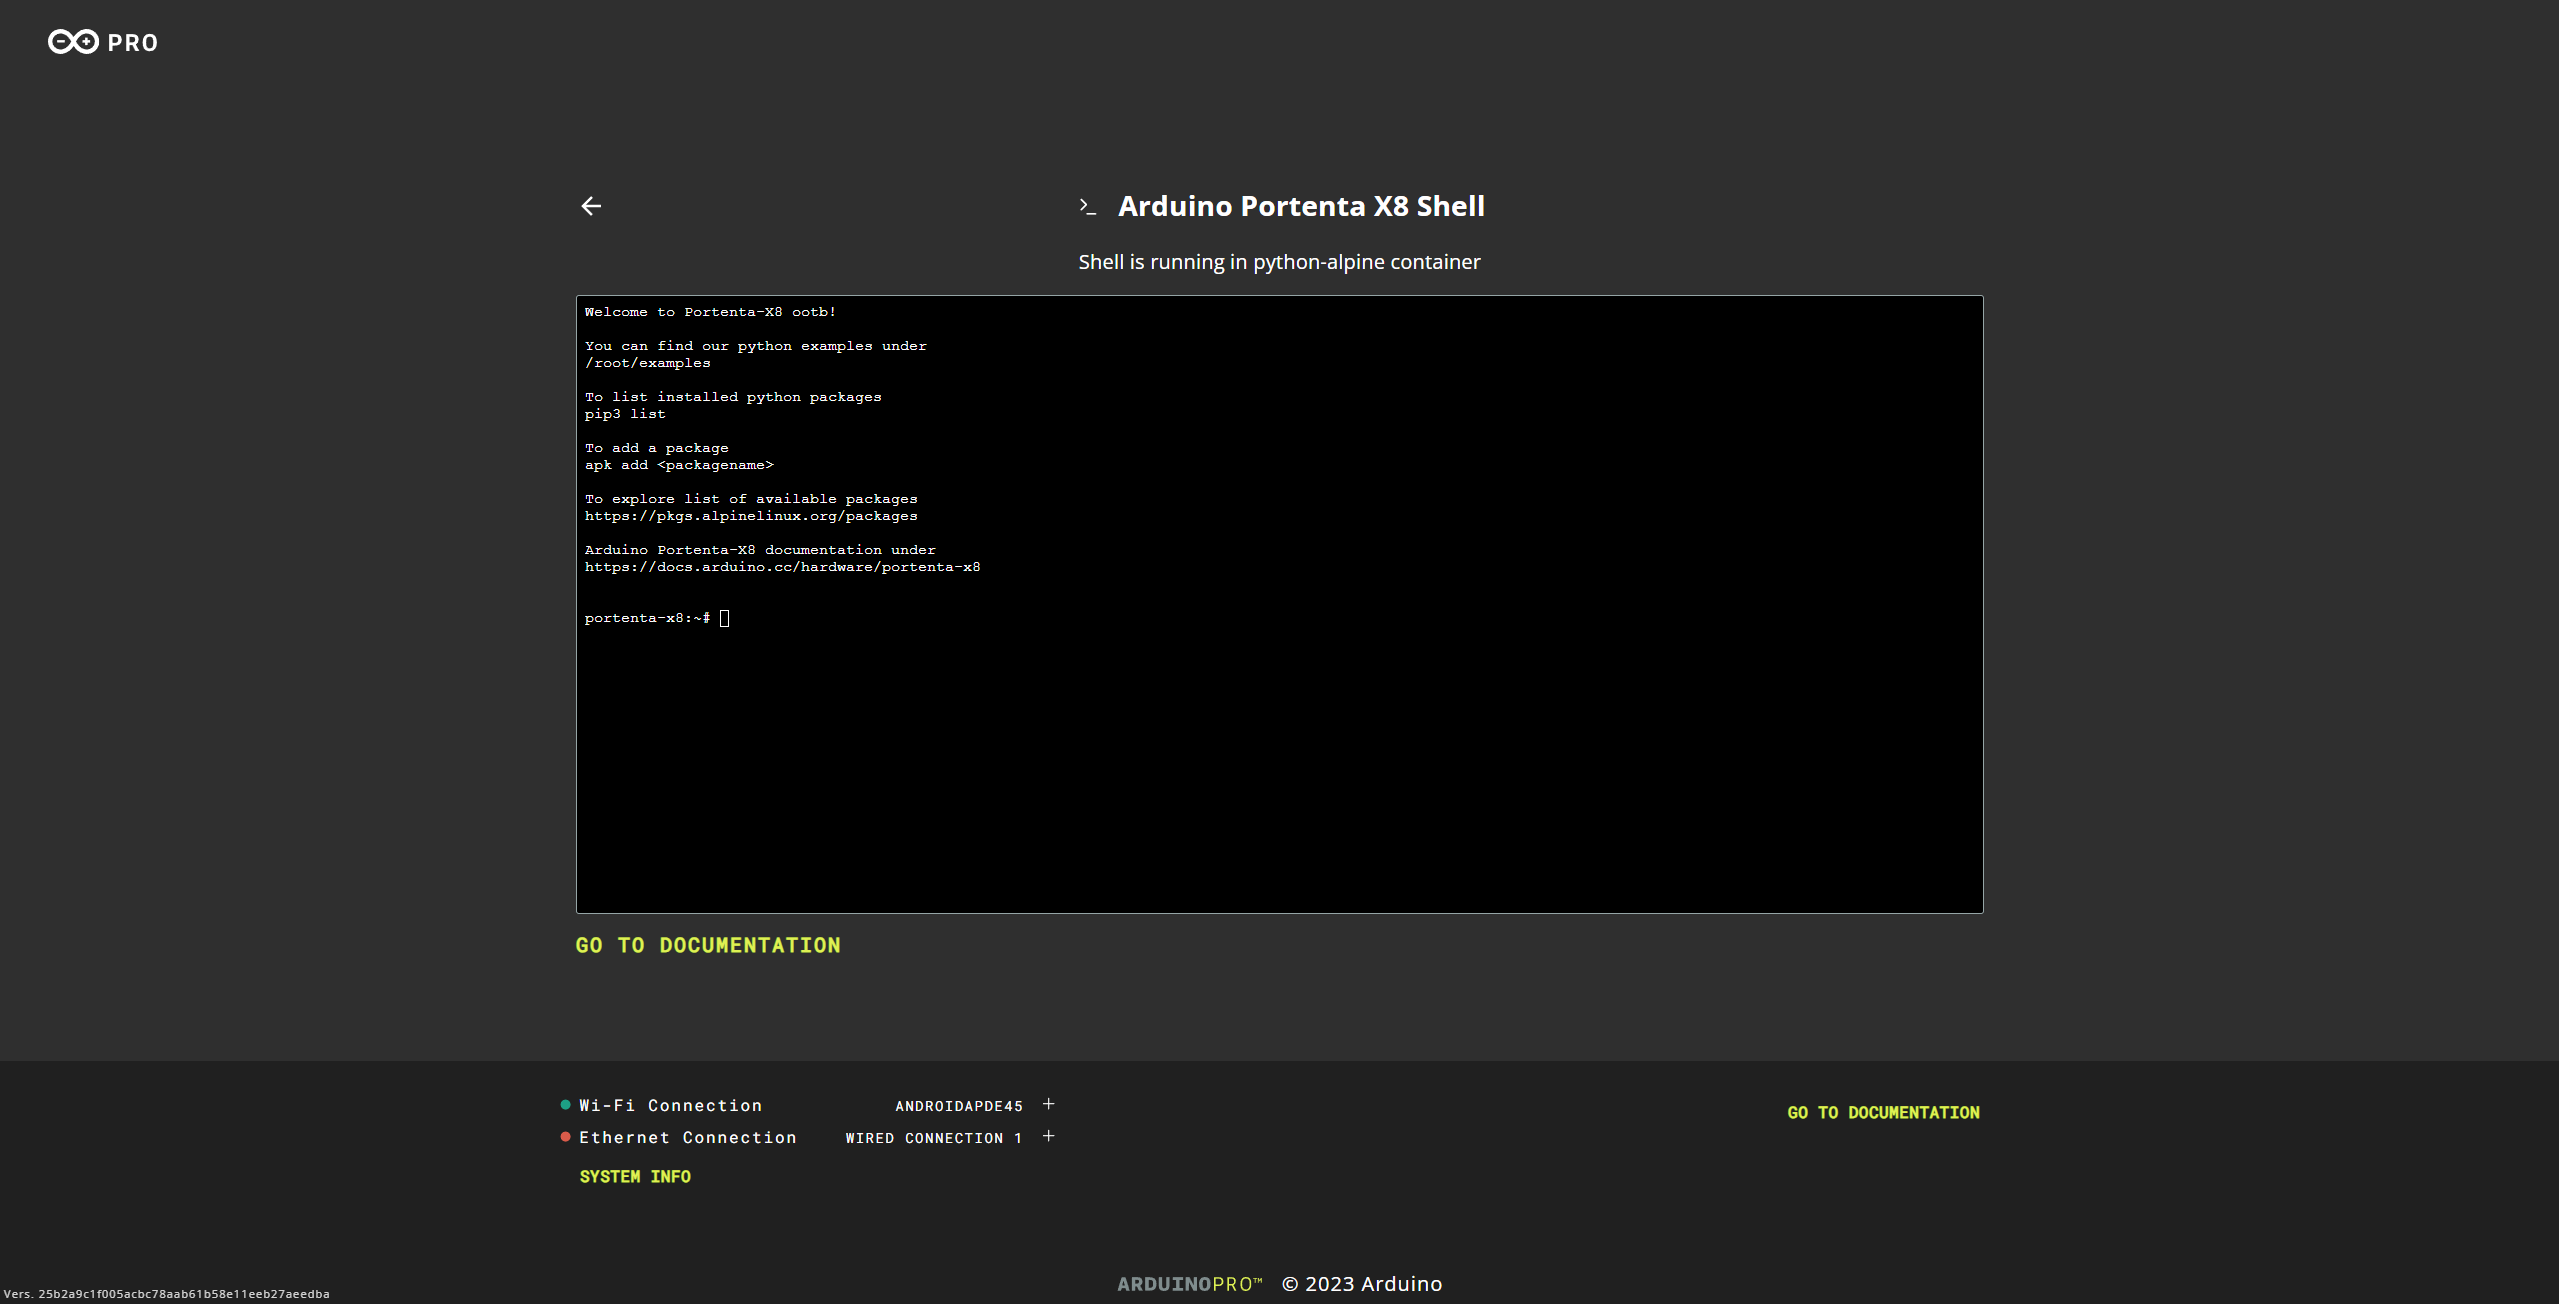 PRO
Arduino Portenta X8 Shell
Shell is running in python-alpine container
Welcome to Portenta-X8 ootb!
You can find our python examples under
/root/examples
To list installed python packages
pip3 list
To add a package
apk add <packagename>
To explore list of available packages
https://pkgs.alpinelinux.org/packages
Arduino Portenta-X8 documentation under
https://docs.arduino.cc/hardware/portenta-x8
portenta-x8:~#
GO TO DOCUMENTATION
Wi-Fi Connection ANDROIDAPDE45 +
Ethernet Connection WIRED CONNECTION 1 +
SYSTEM INFO
GO TO DOCUMENTATION
ARDUINOPRO™ © 2023 Arduino
Vers. 25b2a9c1f005acbc78aab61b58e11eeb27aeedba